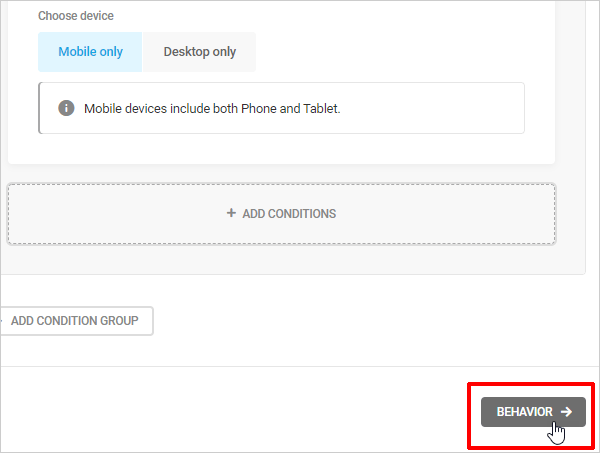 Choose device
Mobile only
Desktop only
Mobile devices include both Phone and Tablet.
+ ADD CONDITIONS
ADD CONDITION GROUP
BEHAVIOR →